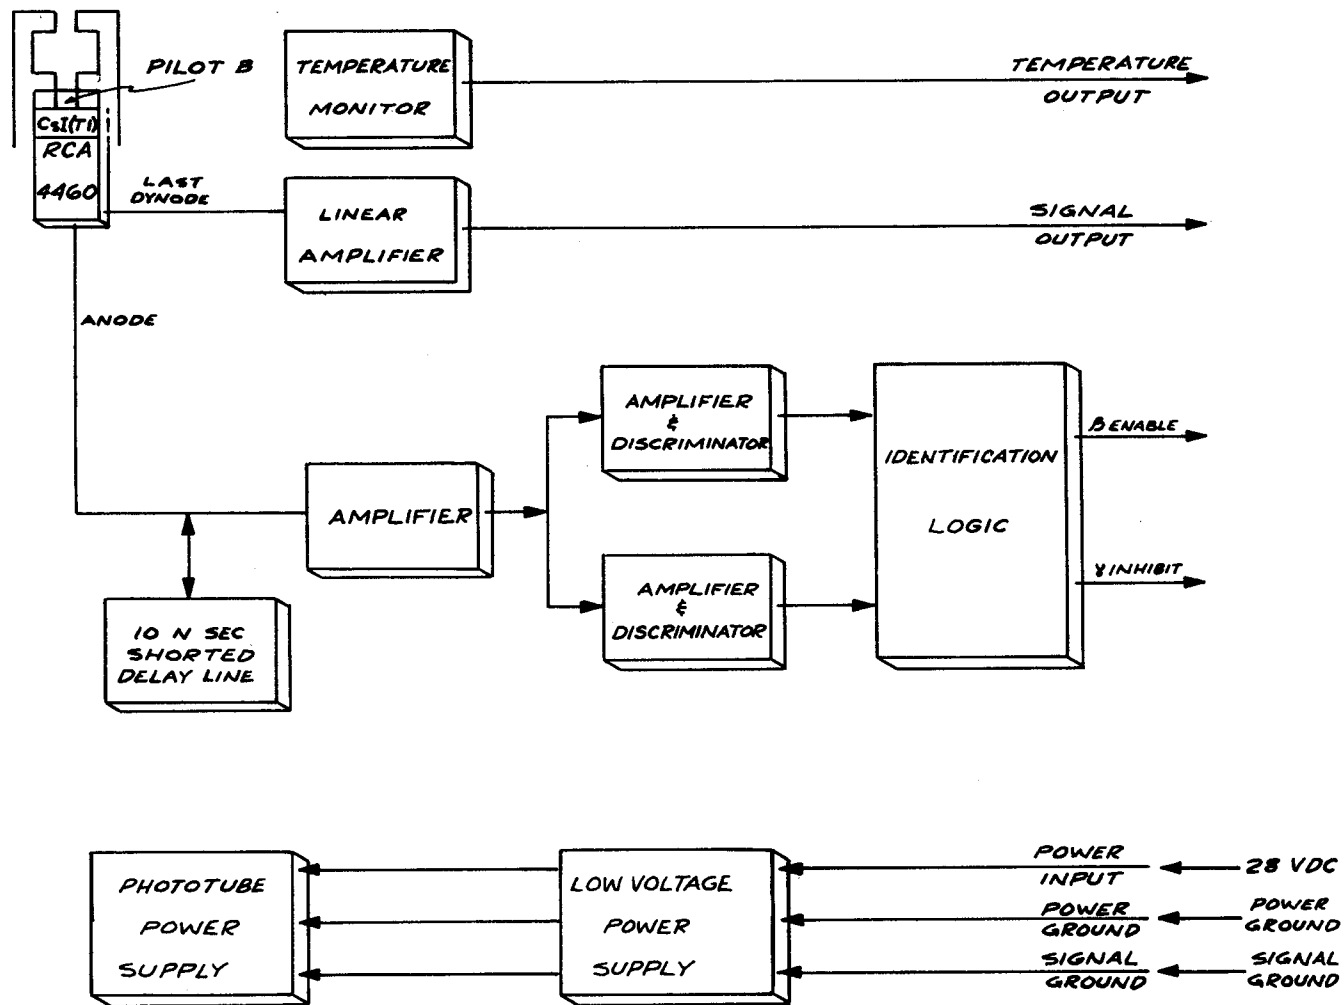 PILOT B
CsI(Tl)
RCA
4460
TEMPERATURE
MONITOR
TEMPERATURE
OUTPUT
LAST
DYNODE
LINEAR
AMPLIFIER
SIGNAL
OUTPUT
ANODE
AMPLIFIER
&
DISCRIMINATOR
IDENTIFICATION
LOGIC
β ENABLE
AMPLIFIER
AMPLIFIER
&
DISCRIMINATOR
γ INHIBIT
10 N SEC
SHORTED
DELAY LINE
PHOTOTUBE
POWER
SUPPLY
LOW VOLTAGE
POWER
SUPPLY
POWER
INPUT
28 VDC
POWER
GROUND
POWER
GROUND
SIGNAL
GROUND
SIGNAL
GROUND